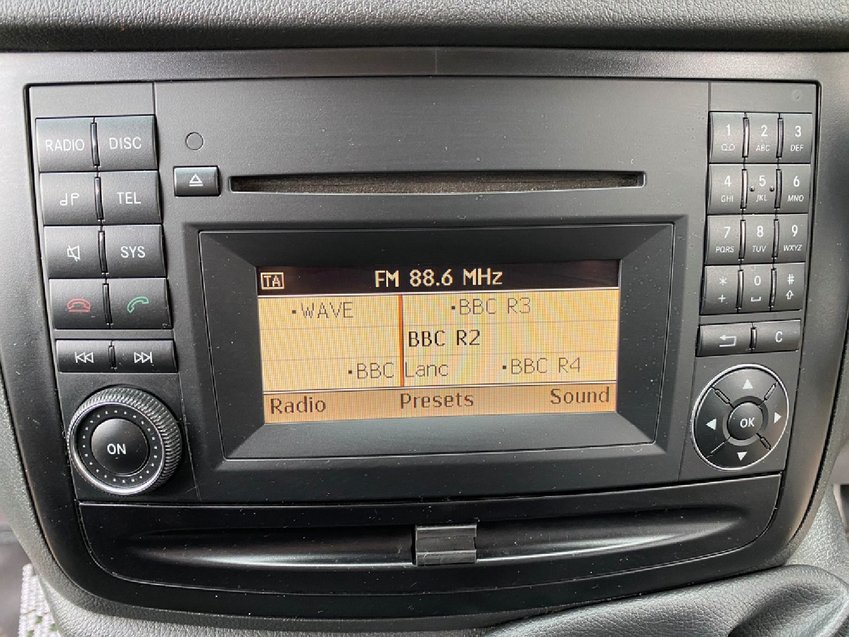 RADIO DISC
TEL
SYS
ON
TA FM 88.6 MHz
•WAVE •BBC R3
BBC R2
•BBC Lanc •BBC R4
Radio Presets Sound
1 2 3
Q.O ABC DEF
4 5 6
GHI JKL MNO
7 8 9
PQRS TUV WXYZ
* 0 #
+
C
OK